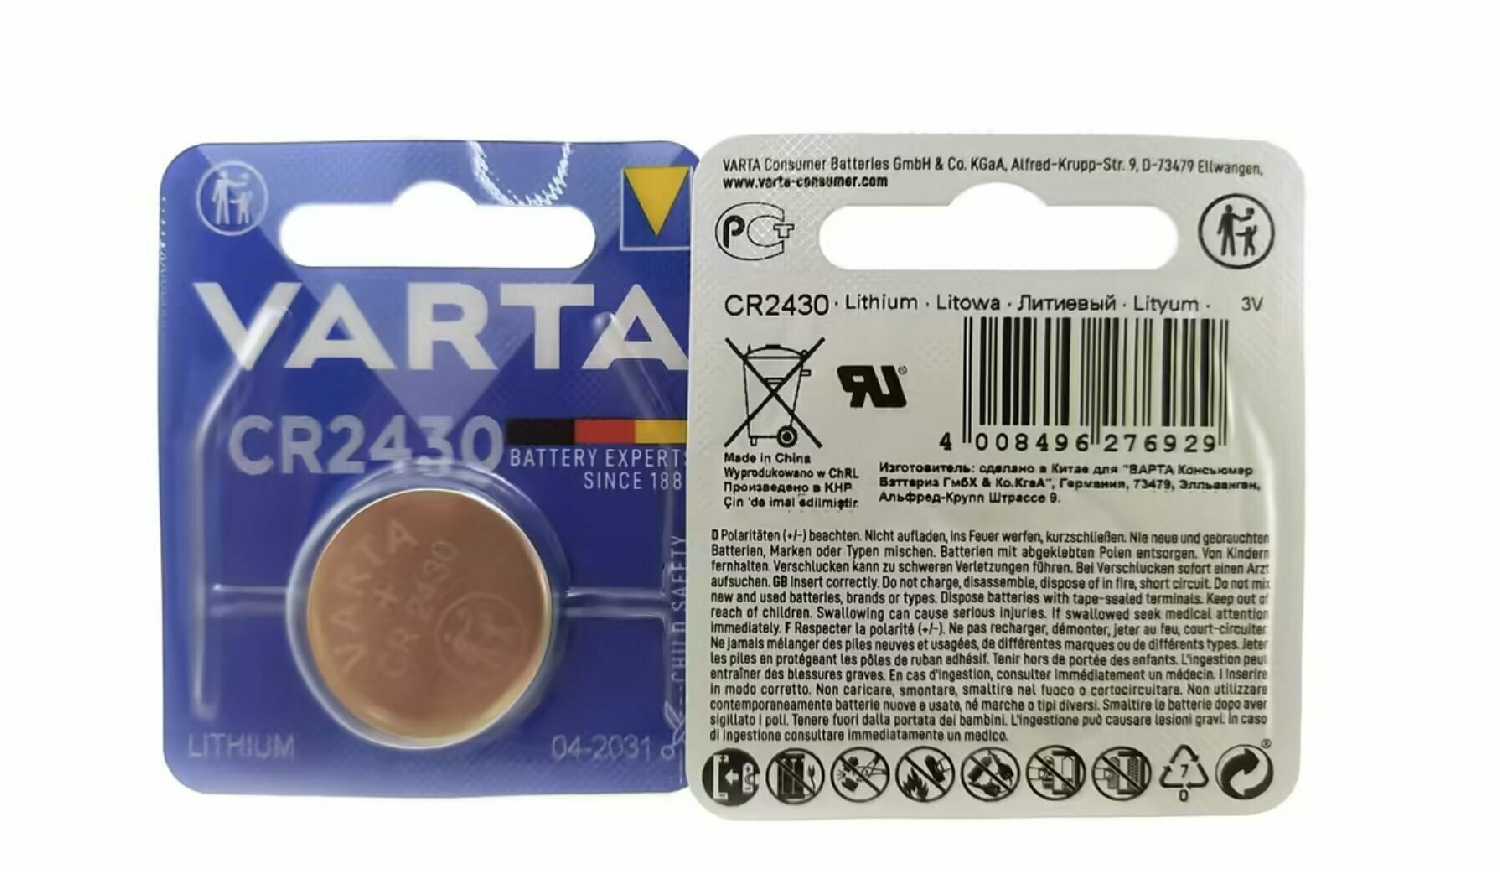 VARTA
CR2430
BATTERY EXPERTS
SINCE 188
VARTA
CR2430
CHILD SAFETY
LITHIUM
04-2031
VARTA Consumer Batteries GmbH & Co. KGaA, Alfred-Krupp-Str. 9, D-73479 Ellwangen,
www.varta-consumer.com
CR2430 · Lithium · Litowa · Литиевый · Lityum · 3V
4 008496 276929
Made in China
Wyprodukowano w ChRL
Произведено в КНР
Çin 'de imal edilmiştir
Изготовитель: сделано в Китае для "ВАРТА Консьюмер
Баттериз ГмбХ & Ко.КгаА", Германия, 73479, Элльванген,
Альфред-Крупп Штрассе 9.
D Polaritäten (+/-) beachten. Nicht aufladen, ins Feuer werfen, kurzschließen. Nie neue und gebrauchten
Batterien, Marken oder Typen mischen. Batterien mit abgeklebten Polen entsorgen. Von Kindern
fernhalten. Verschlucken kann zu schweren Verletzungen führen. Bei Verschlucken sofort einen Arzt
aufsuchen. GB Insert correctly. Do not charge, disassemble, dispose of in fire, short circuit. Do not mix
new and used batteries, brands or types. Dispose batteries with tape-sealed terminals. Keep out of
reach of children. Swallowing can cause serious injuries. If swallowed seek medical attention
immediately. F Respecter la polarité (+/-). Ne pas recharger, démonter, jeter au feu, court-circuiter.
Ne jamais mélanger des piles neuves et usagées, de différentes marques ou de différents types. Jeter
les piles en protégeant les pôles de ruban adhésif. Tenir hors de portée des enfants. L'ingestion peut
entraîner des blessures graves. En cas d'ingestion, consulter immédiatement un médecin. I Inserire
in modo corretto. Non caricare, smontare, smaltire nel fuoco o cortocircuitare. Non utilizzare
contemporaneamente batterie nuove e usate, né marche o tipi diversi. Smaltire le batterie dopo aver
sigillato i poli. Tenere fuori dalla portata dei bambini. L'ingestione può causare lesioni gravi. In caso
di ingestione consultare immediatamente un medico.
7
0